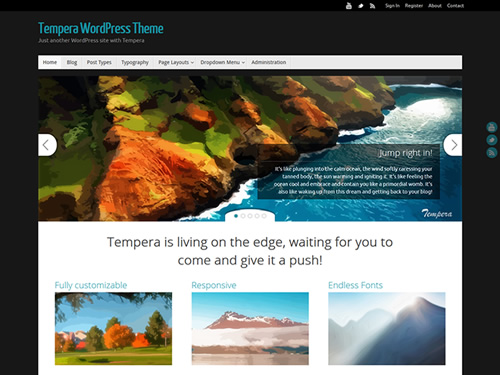 Sign In Register About Contact
Tempera WordPress Theme
Just another WordPress site with Tempera
Home Blog Post Types Typography Page Layouts Dropdown Menu Administration
Jump right in!
It's like plunging into the calm ocean, the wind softly caressing your
tanned body, the sun warming and igniting it. It's like feeling the
ocean cool and embrace and contain you like a primordial womb. It's
also like waking up from this dream and getting back to your blog!
Tempera
Tempera is living on the edge, waiting for you to
come and give it a push!
Fully customizable Responsive Endless Fonts